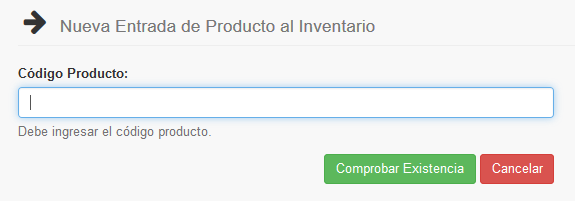 Nueva Entrada de Producto al Inventario
Código Producto:
Debe ingresar el código producto.
Comprobar Existencia Cancelar